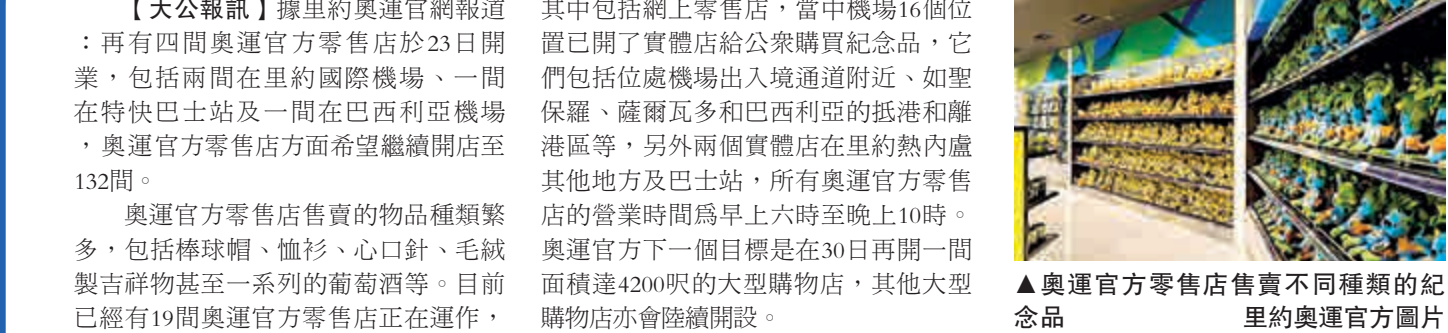 【大公報訊】據里約奧運官網報道
：再有四間奧運官方零售店於23日開
業，包括兩間在里約國際機場、一間
在特快巴士站及一間在巴西利亞機場
，奧運官方零售店方面希望繼續開店至
132間。
奧運官方零售店售賣的物品種類繁
多，包括棒球帽、恤衫、心口針、毛絨
製吉祥物甚至一系列的葡萄酒等。目前
已經有19間奧運官方零售店正在運作，
其中包括網上零售店，當中機場16個位
置已開了實體店給公衆購買紀念品，它
們包括位處機場出入境通道附近、如聖
保羅、薩爾瓦多和巴西利亞的抵港和離
港區等，另外兩個實體店在里約熱內盧
其他地方及巴士站，所有奧運官方零售
店的營業時間爲早上六時至晚上10時。
奧運官方下一個目標是在30日再開一間
面積達4200呎的大型購物店，其他大型
購物店亦會陸續開設。
▲奧運官方零售店售賣不同種類的紀
念品 里約奧運官方圖片